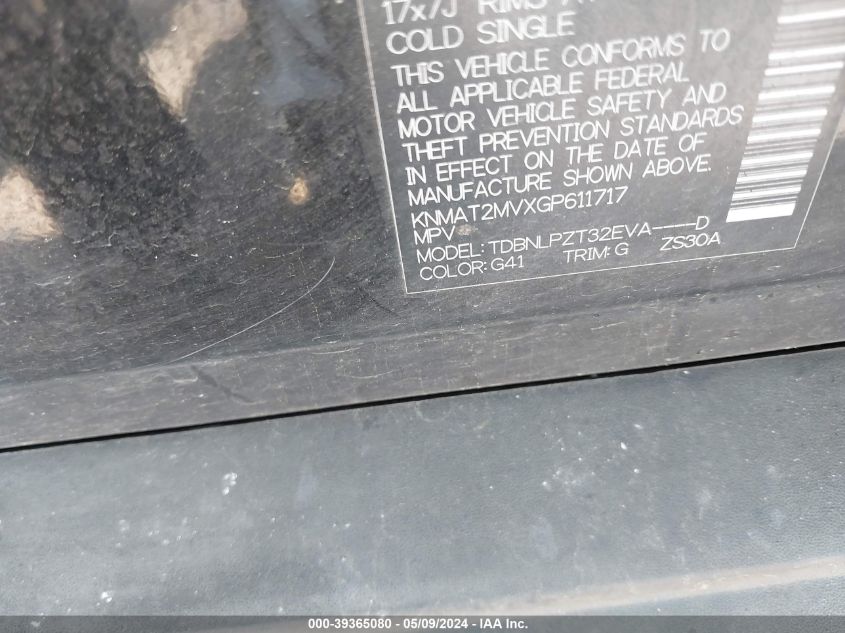 17x7J RIMS
COLD SINGLE
THIS VEHICLE CONFORMS TO
ALL APPLICABLE FEDERAL
MOTOR VEHICLE SAFETY AND
THEFT PREVENTION STANDARDS
IN EFFECT ON THE DATE OF
MANUFACTURE SHOWN ABOVE.
KNMAT2MVXGP611717
MPV
MODEL: TDBNLPZT32EVA-----D
COLOR: G41 TRIM: G ZS30A
000-39365080 - 05/09/2024 - IAA Inc.